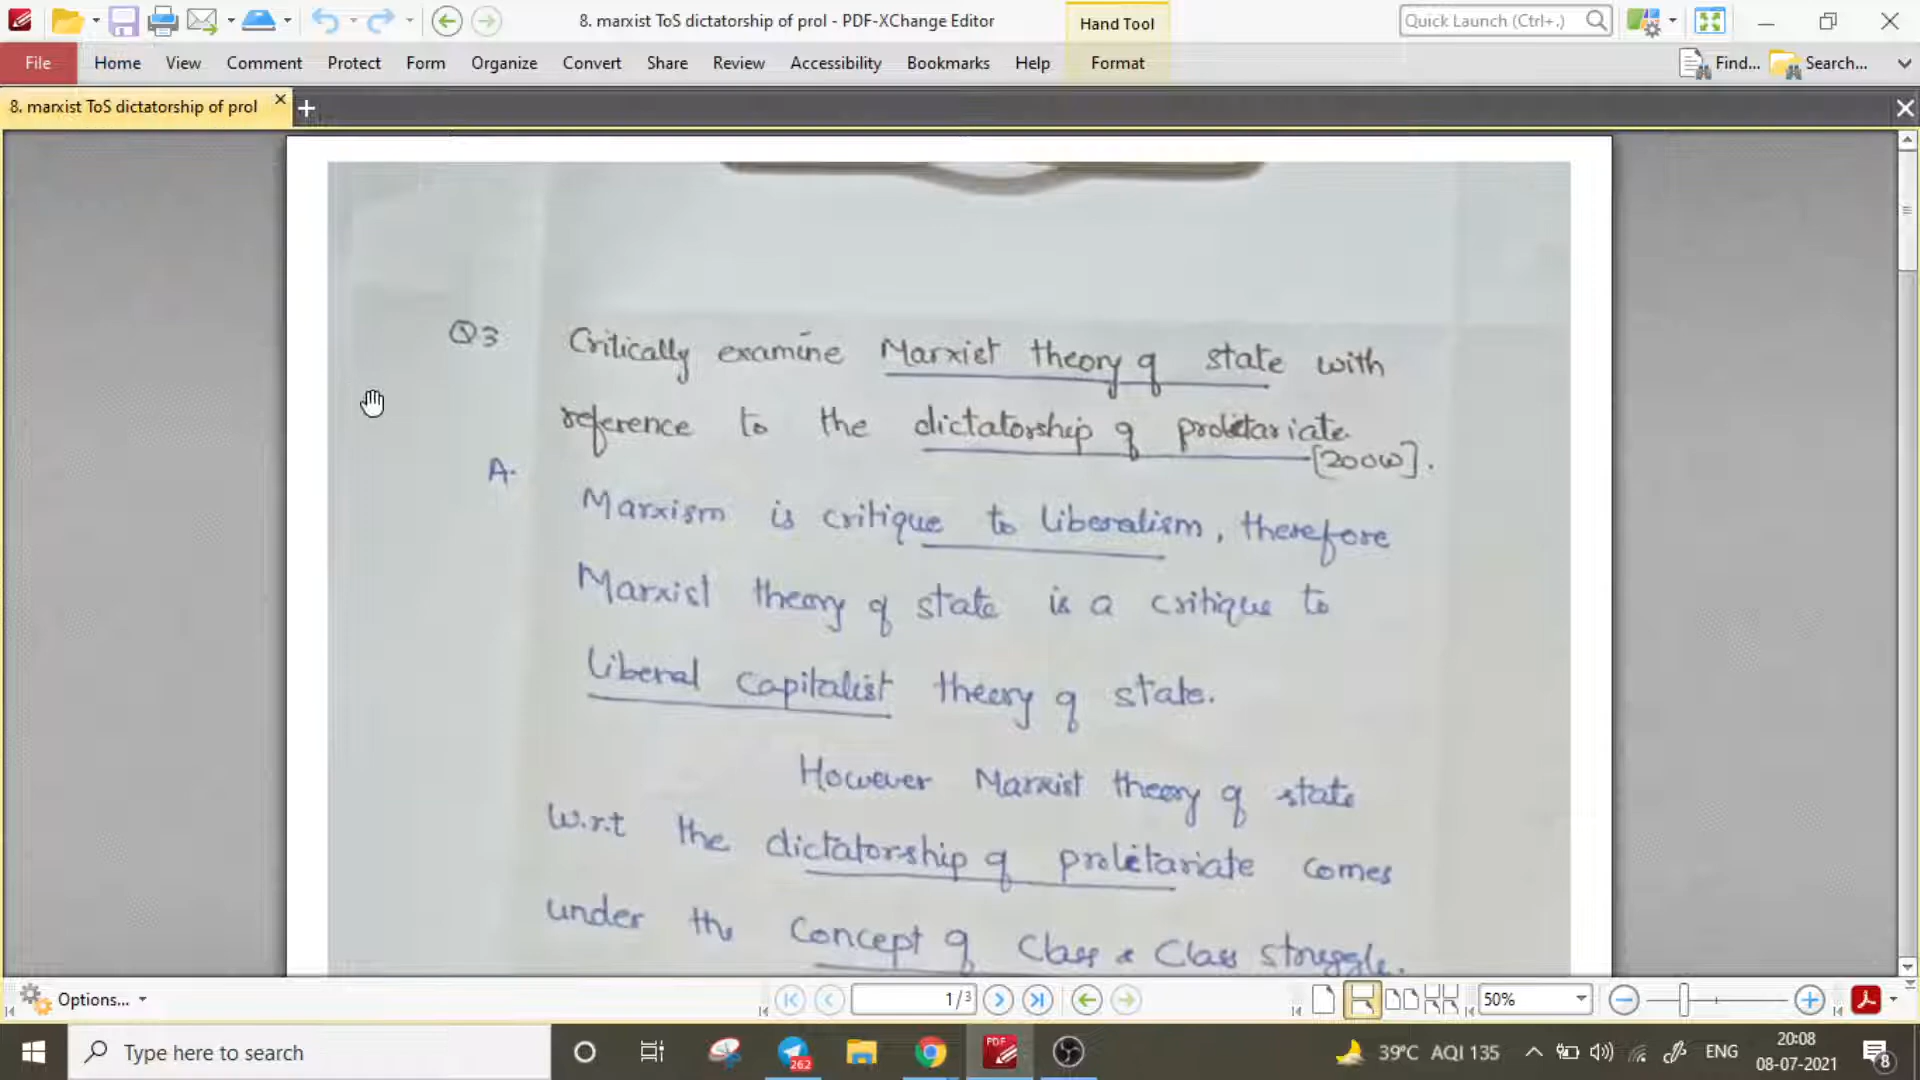 8. marxist ToS dictatorship of prol - PDF-XChange Editor
Hand Tool
Quick Launch (Ctrl+.)
File Home View Comment Protect Form Organize Convert Share Review Accessibility Bookmarks Help Format Find... Search...
8. marxist ToS dictatorship of prol
Q3 Critically examine Marxist theory of state with
reference to the dictatorship of proletariate
[200w].
A. Marxism is critique to liberalism, therefore
Marxist theory of state is a critique to
liberal capitalist theory of state.
However Marxist theory of state
w.r.t the dictatorship of proletariate comes
under the concept of Class & Class struggle.
Options... 1/3 50%
Type here to search
262
PDF
39°C AQI 135
ENG
20:08
08-07-2021
8